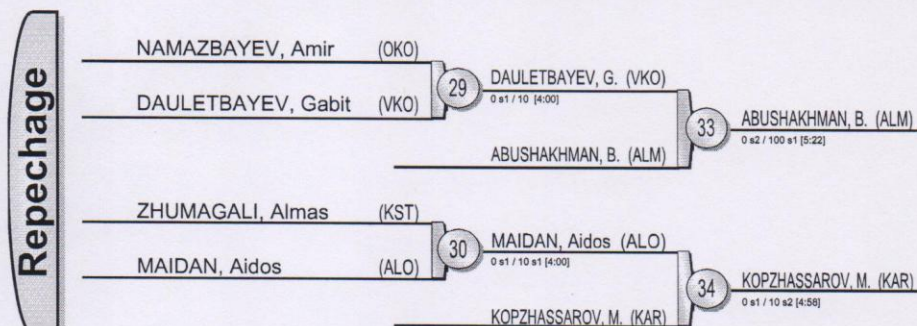 Repechage
NAMAZBAYEV, Amir (OKO)
DAULETBAYEV, Gabit (VKO)
29
DAULETBAYEV, G. (VKO)
0 s1 / 10 [4:00]
ABUSHAKHMAN, B. (ALM)
33
ABUSHAKHMAN, B. (ALM)
0 s2 / 100 s1 [5:22]
ZHUMAGALI, Almas (KST)
MAIDAN, Aidos (ALO)
30
MAIDAN, Aidos (ALO)
0 s1 / 10 s1 [4:00]
KOPZHASSAROV, M. (KAR)
34
KOPZHASSAROV, M. (KAR)
0 s1 / 10 s2 [4:58]